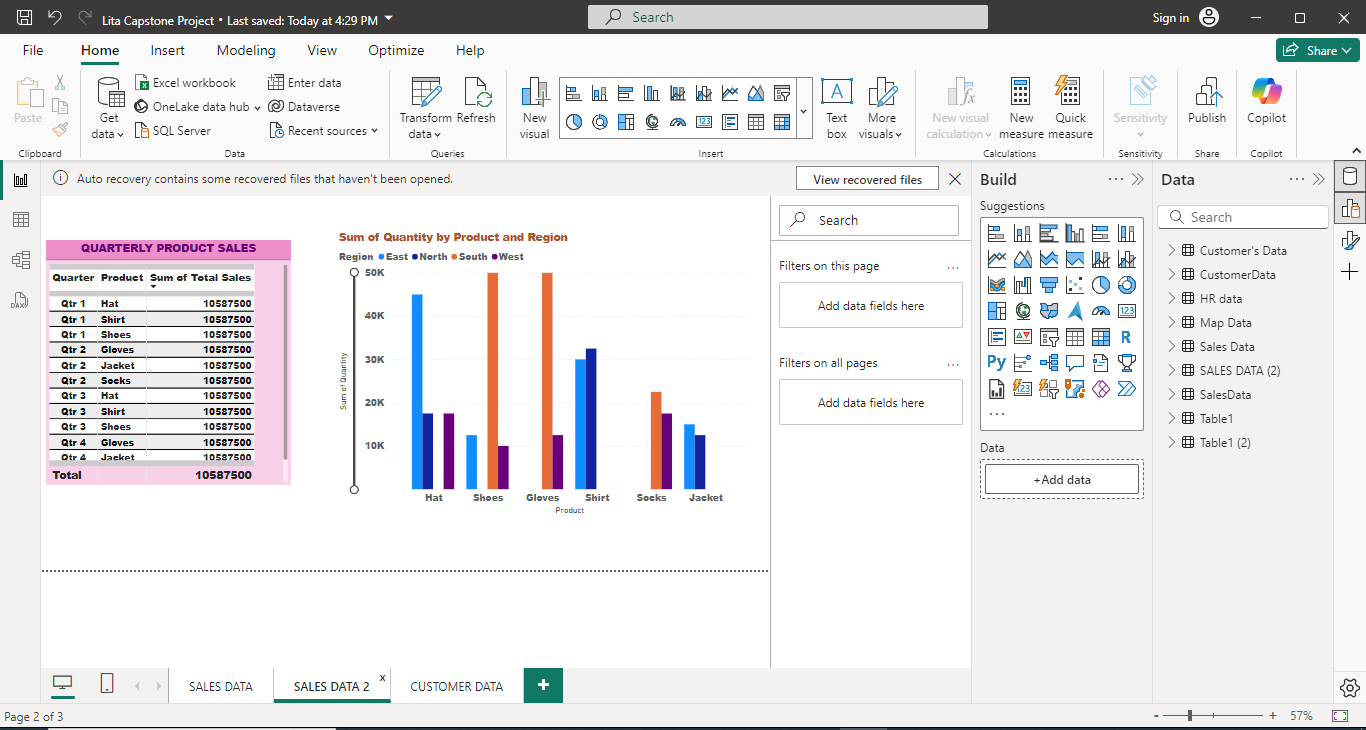 Lita Capstone Project • Last saved: Today at 4:29 PM
Search
Sign in
File Home Insert Modeling View Optimize Help
Share
Paste
Clipboard
Get data
Excel workbook
OneLake data hub
SQL Server
Enter data
Dataverse
Recent sources
Data
Transform data
Refresh
Queries
New visual
Text box
More visuals
Insert
New visual calculation
New measure
Quick measure
Calculations
Sensitivity
Sensitivity
Publish
Share
Copilot
Copilot
Auto recovery contains some recovered files that haven't been opened.
View recovered files
QUARTERLY PRODUCT SALES
Quarter Product Sum of Total Sales
Qtr 1 Hat 10587500
Qtr 1 Shirt 10587500
Qtr 1 Shoes 10587500
Qtr 2 Gloves 10587500
Qtr 2 Jacket 10587500
Qtr 2 Socks 10587500
Qtr 3 Hat 10587500
Qtr 3 Shirt 10587500
Qtr 3 Shoes 10587500
Qtr 4 Gloves 10587500
Qtr 4 Jacket 10587500
Total 10587500
Sum of Quantity by Product and Region
Region East North South West
50K
40K
30K
20K
10K
Sum of Quantity
Hat Shoes Gloves Shirt Socks Jacket
Product
Search
Filters on this page
Add data fields here
Filters on all pages
Add data fields here
Build
Suggestions
123
R
Py
123
Data
+Add data
Data
Search
Customer's Data
CustomerData
HR data
Map Data
Sales Data
SALES DATA (2)
SalesData
Table1
Table1 (2)
SALES DATA
SALES DATA 2
x
CUSTOMER DATA
+
Page 2 of 3
- + 57%